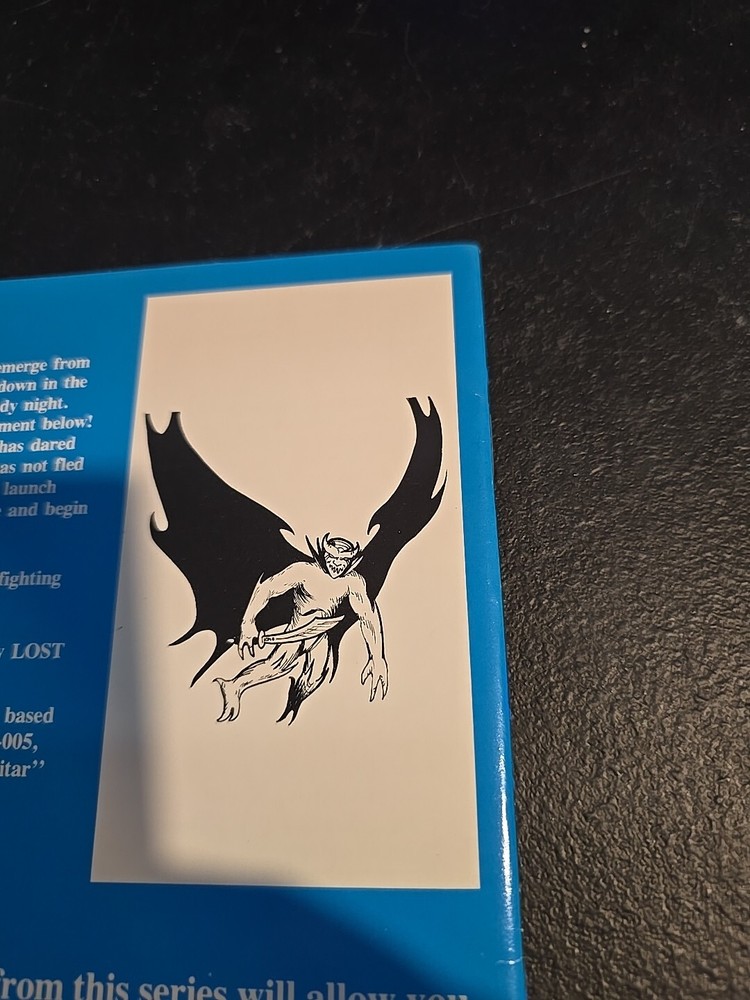 emerge from
down in the
dy night.
ment below!
has dared
as not fled
launch
and begin
fighting
LOST
based
-005,
itar”
from this series will allow you